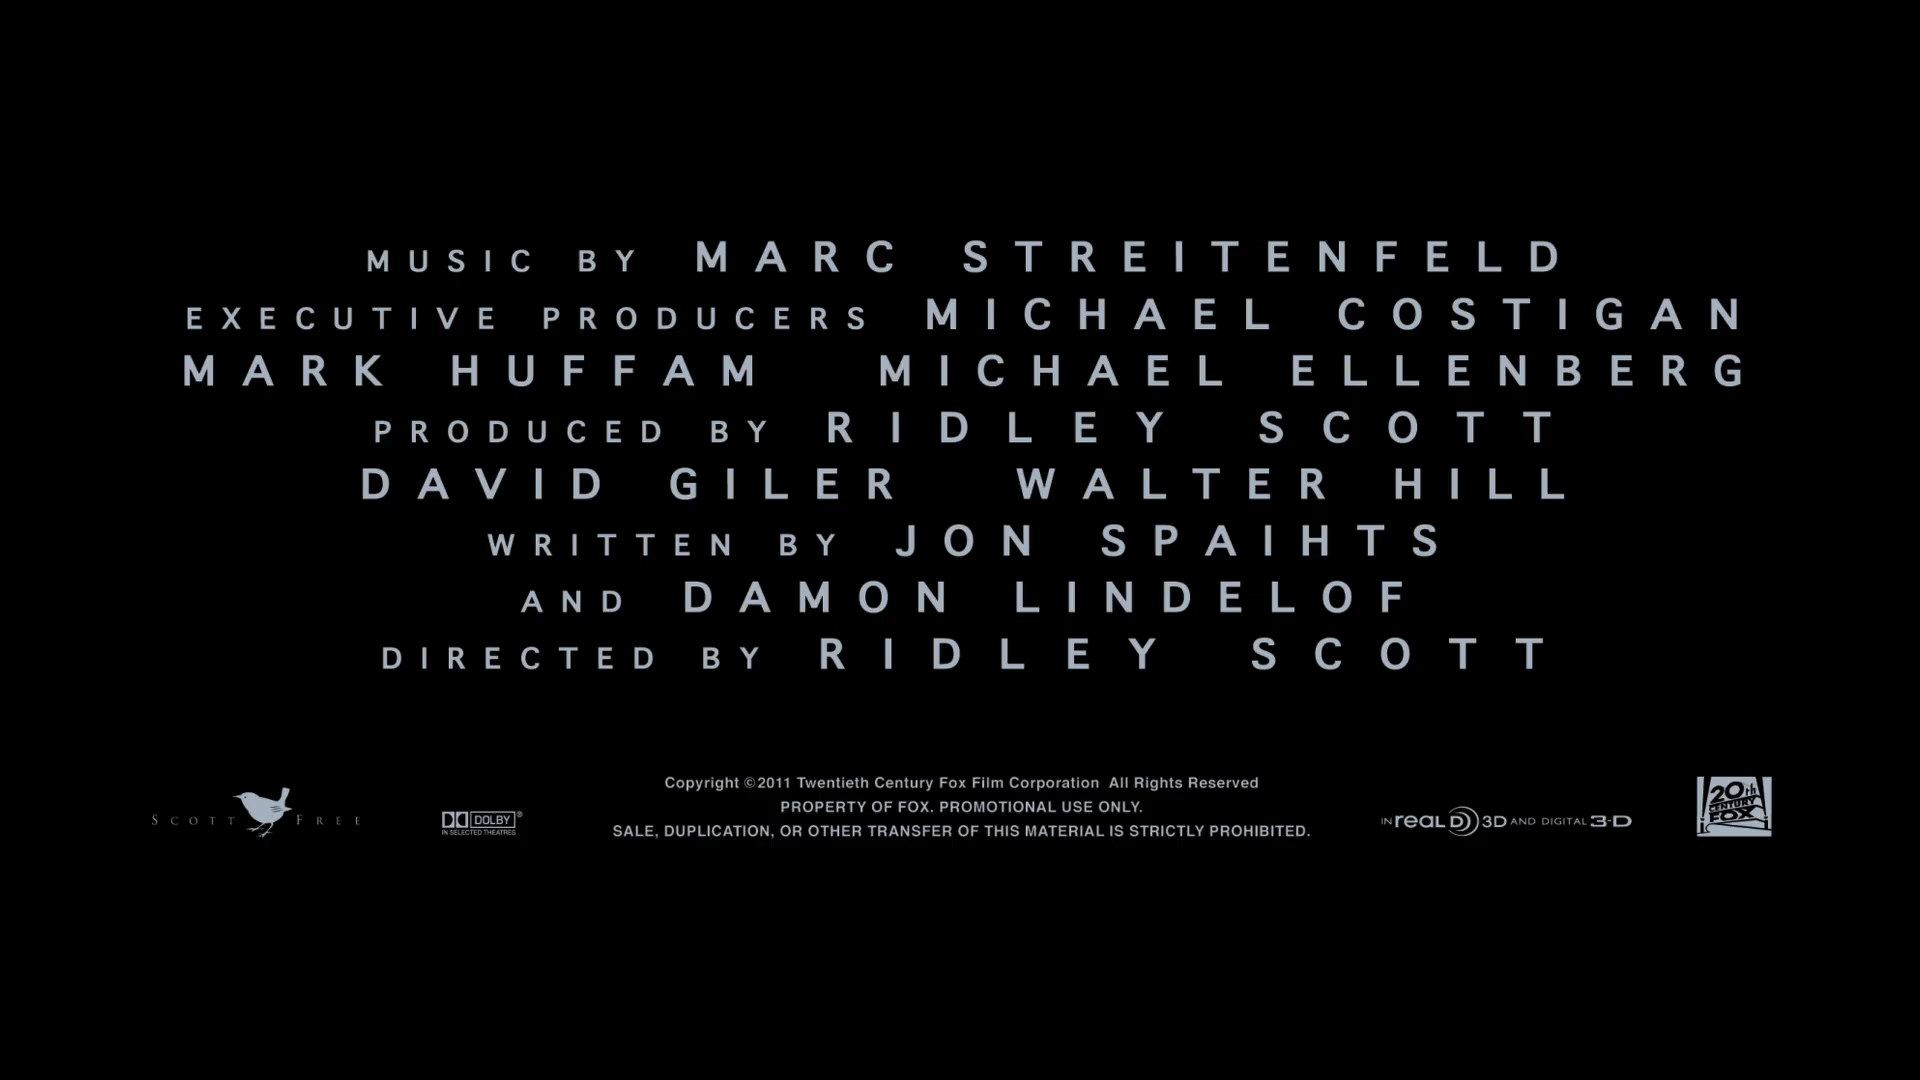 MUSIC BY MARC STREITENFELD
EXECUTIVE PRODUCERS MICHAEL COSTIGAN
MARK HUFFAM MICHAEL ELLENBERG
PRODUCED BY RIDLEY SCOTT
DAVID GILER WALTER HILL
WRITTEN BY JON SPAIHTS
AND DAMON LINDELOF
DIRECTED BY RIDLEY SCOTT
SCOTT FREE
DOLBY®
IN SELECTED THEATRES
Copyright ©2011 Twentieth Century Fox Film Corporation All Rights Reserved
PROPERTY OF FOX. PROMOTIONAL USE ONLY.
SALE, DUPLICATION, OR OTHER TRANSFER OF THIS MATERIAL IS STRICTLY PROHIBITED.
IN REAL D 3D AND DIGITAL 3-D
20th
CENTURY
FOX